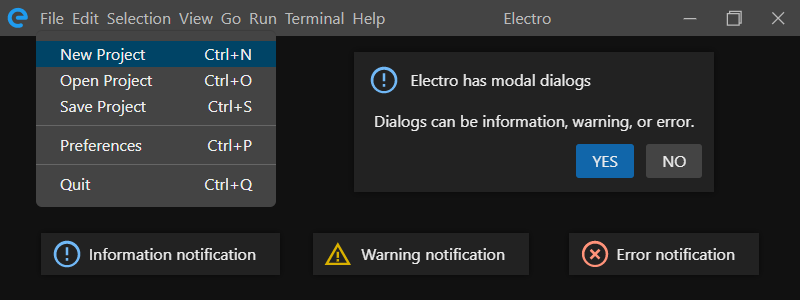 File Edit Selection View Go Run Terminal Help Electro
New Project Ctrl+N
Open Project Ctrl+O
Save Project Ctrl+S
Preferences Ctrl+P
Quit Ctrl+Q
Electro has modal dialogs
Dialogs can be information, warning, or error.
YES NO
Information notification Warning notification Error notification